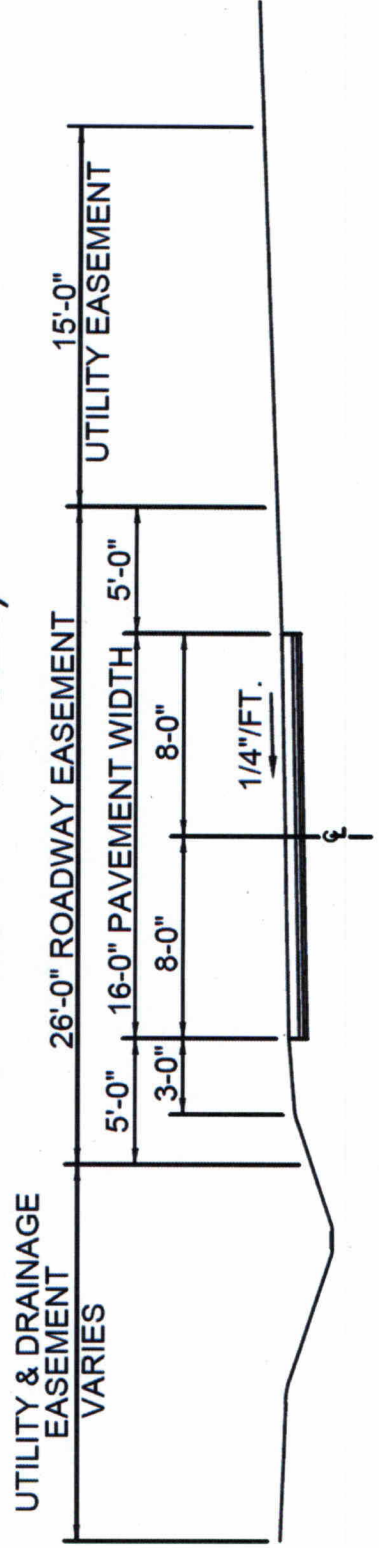 UTILITY & DRAINAGE
EASEMENT
VARIES
26'-0" ROADWAY EASEMENT
15'-0"
UTILITY EASEMENT
5'-0"
16-0" PAVEMENT WIDTH
5'-0"
3-0"
8-0"
8-0"
1/4"/FT.